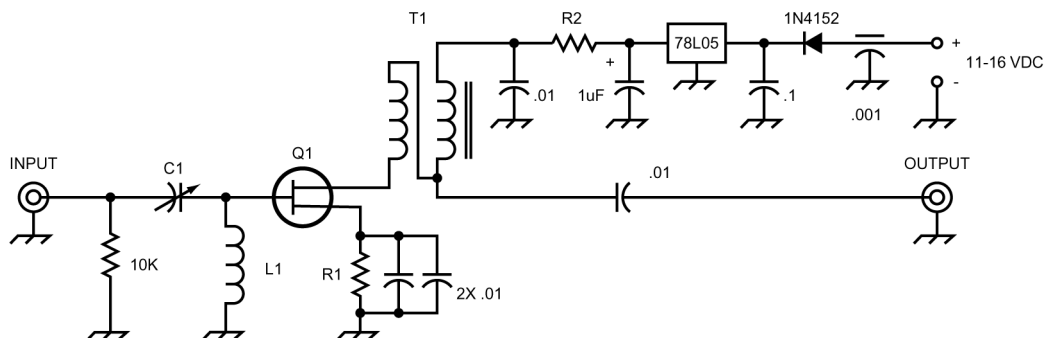 T1
R2
78L05
1N4152
+
11-16 VDC
-
+
.01
1uF
.1
.001
INPUT
C1
Q1
.01
OUTPUT
10K
L1
R1
2X .01